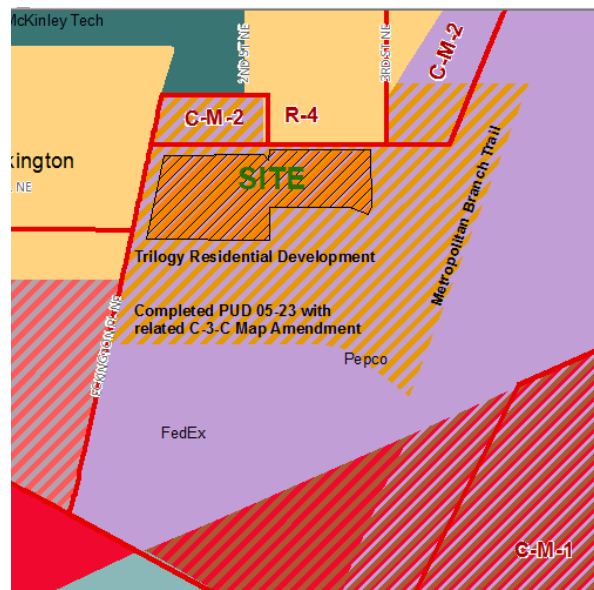 McKinley Tech
2ND ST NE
3RD ST NE
C-M-2
C-M-2
R-4
kington
L NE
SITE
Metropolitan Branch Trail
Trilogy Residential Development
Completed PUD 05-23 with
related C-3-C Map Amendment
ECKINGTON PL NE
Pepco
FedEx
C-M-1